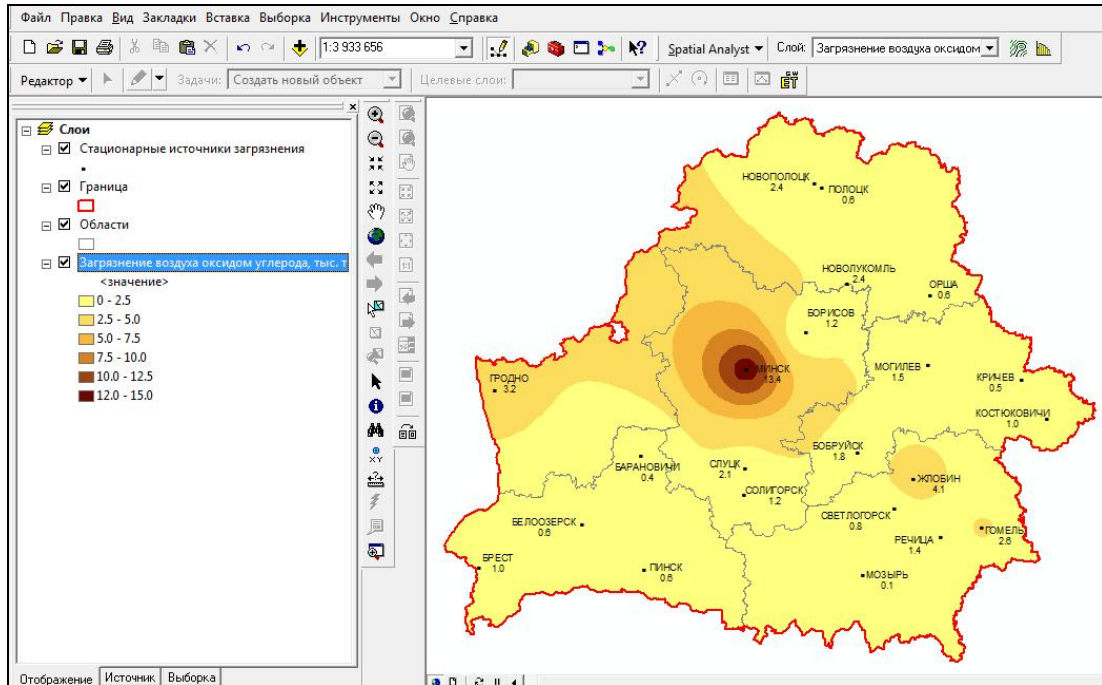 Файл Правка Вид Закладки Вставка Выборка Инструменты Окно Справка
1:3 933 656
Spatial Analyst
Слой:
Загрязнение воздуха оксидом
Редактор
Задачи:
Создать новый объект
Целевые слои:
Слои
Стационарные источники загрязнения
Граница
Области
Загрязнение воздуха оксидом углерода, тыс. т
<значение>
0 - 2.5
2.5 - 5.0
5.0 - 7.5
7.5 - 10.0
10.0 - 12.5
12.0 - 15.0
Отображение Источник Выборка
НОВОПОЛОЦК
2.4
ПОЛОЦК
0.6
НОВОЛУКОМЛЬ
2.4
ОРША
0.6
БОРИСОВ
1.2
МИНСК
13.4
МОГИЛЕВ
1.5
КРИЧЕВ
0.5
ГРОДНО
3.2
КОСТЮКОВИЧИ
1.0
БОБРУЙСК
1.8
БАРАНОВИЧИ
0.4
СЛУЦК
2.1
ЖЛОБИН
4.1
СОЛИГОРСК
1.2
СВЕТЛОГОРСК
0.8
БЕЛООЗЕРСК
0.6
ГОМЕЛЬ
2.6
РЕЧИЦА
1.4
БРЕСТ
1.0
ПИНСК
0.6
МОЗЫРЬ
0.1